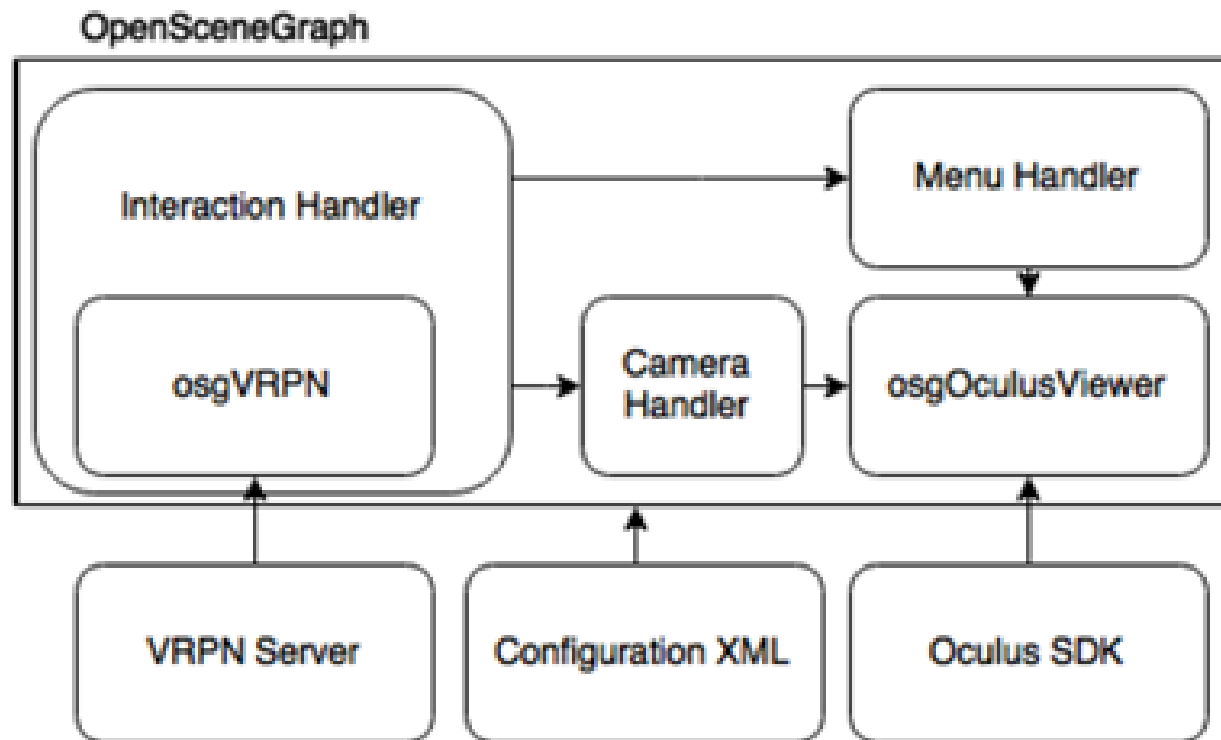 OpenSceneGraph
Interaction Handler
Menu Handler
osgVRPN
Camera
Handler
osgOculusViewer
VRPN Server
Configuration XML
Oculus SDK